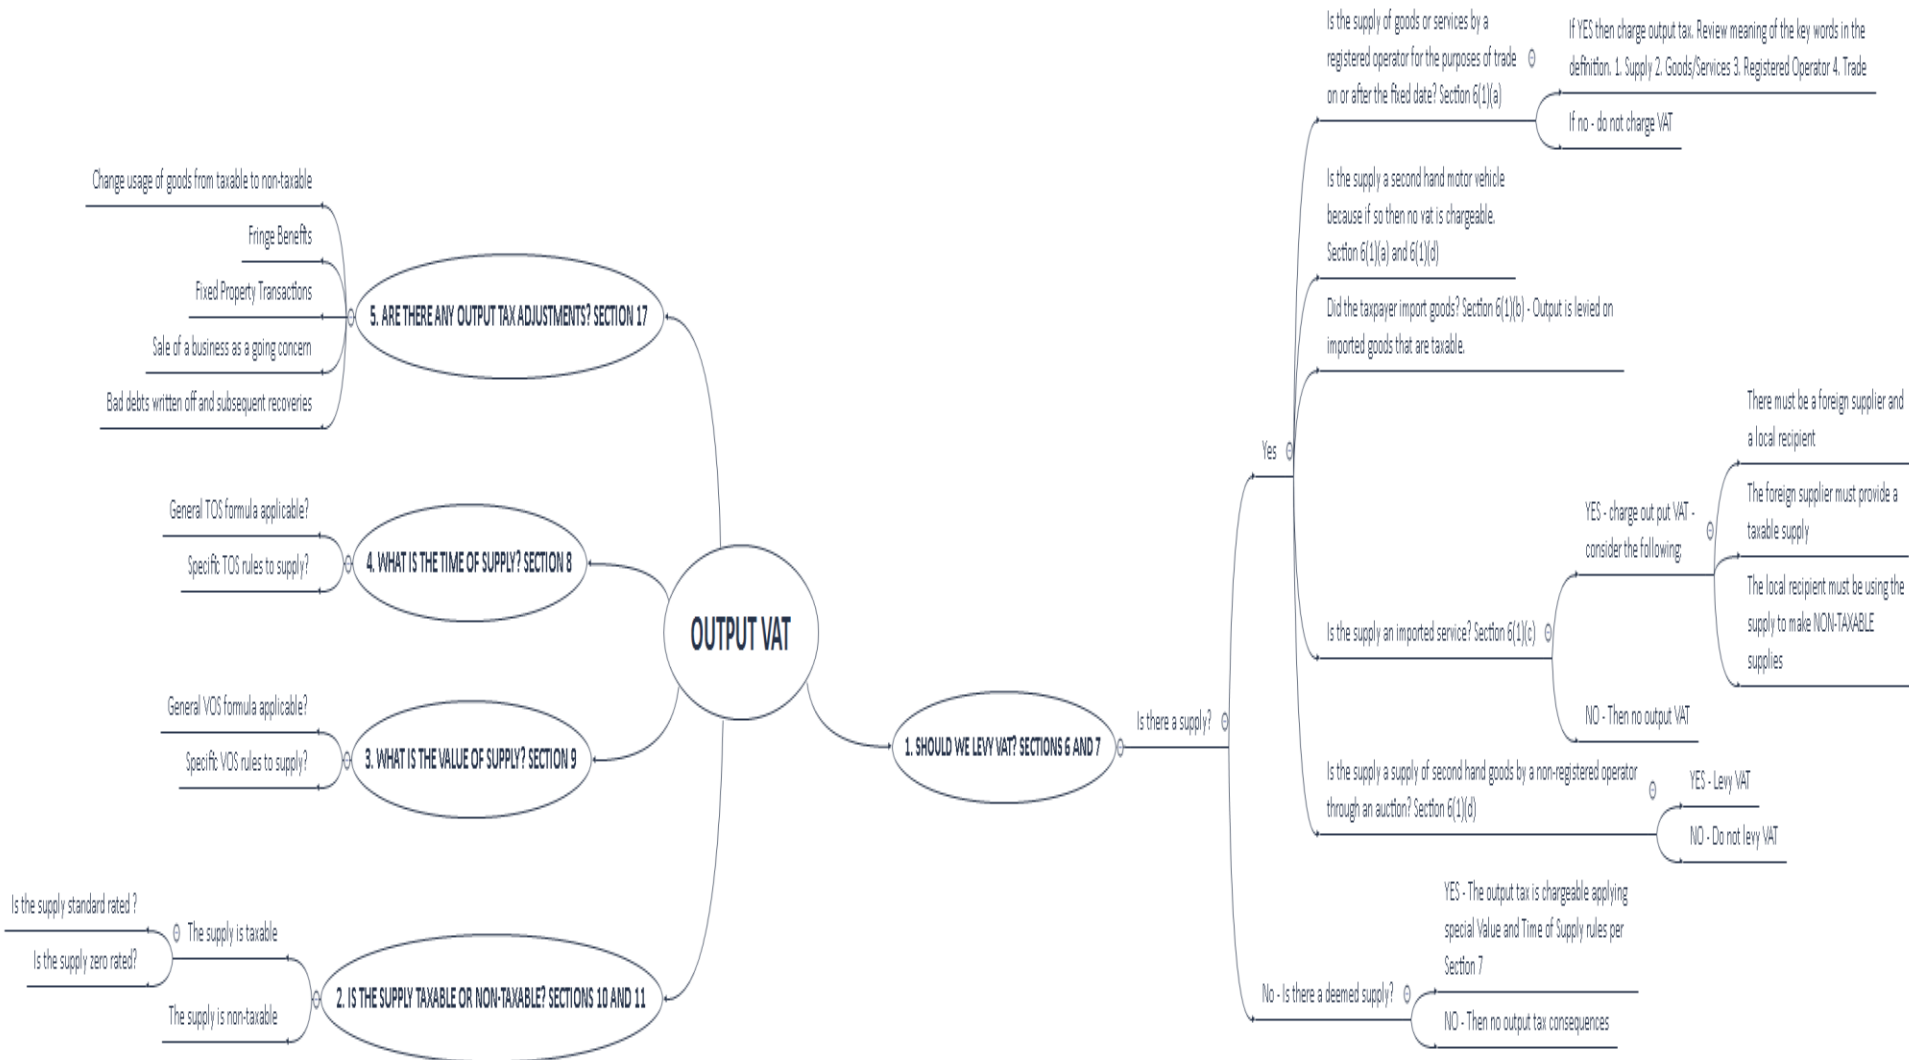 OUTPUT VAT
1. SHOULD WE LEVY VAT? SECTIONS 6 AND 7
Is there a supply?
Yes
Is the supply of goods or services by a
registered operator for the purposes of trade
on or after the fixed date? Section 6(1)(a)
If YES then charge output tax. Review meaning of the key words in the
definition. 1. Supply 2. Goods/Services 3. Registered Operator 4. Trade
If no - do not charge VAT
Is the supply a second hand motor vehicle
because if so then no vat is chargeable.
Section 6(1)(a) and 6(1)(d)
Did the taxpayer import goods? Section 6(1)(b) - Output is levied on
imported goods that are taxable.
Is the supply an imported service? Section 6(1)(c)
YES - charge out put VAT -
consider the following;
There must be a foreign supplier and
a local recipient
The foreign supplier must provide a
taxable supply
The local recipient must be using the
supply to make NON-TAXABLE
supplies
NO - Then no output VAT
Is the supply a supply of second hand goods by a non-registered operator
through an auction? Section 6(1)(d)
YES - Levy VAT
NO - Do not levy VAT
No - Is there a deemed supply?
YES - The output tax is chargeable applying
special Value and Time of Supply rules per
Section 7
NO - Then no output tax consequences
2. IS THE SUPPLY TAXABLE OR NON-TAXABLE? SECTIONS 10 AND 11
The supply is taxable
Is the supply standard rated ?
Is the supply zero rated?
The supply is non-taxable
3. WHAT IS THE VALUE OF SUPPLY? SECTION 9
General VOS formula applicable?
Specific VOS rules to supply?
4. WHAT IS THE TIME OF SUPPLY? SECTION 8
General TOS formula applicable?
Specific TOS rules to supply?
5. ARE THERE ANY OUTPUT TAX ADJUSTMENTS? SECTION 17
Change usage of goods from taxable to non-taxable
Fringe Benefits
Fixed Property Transactions
Sale of a business as a going concern
Bad debts written off and subsequent recoveries